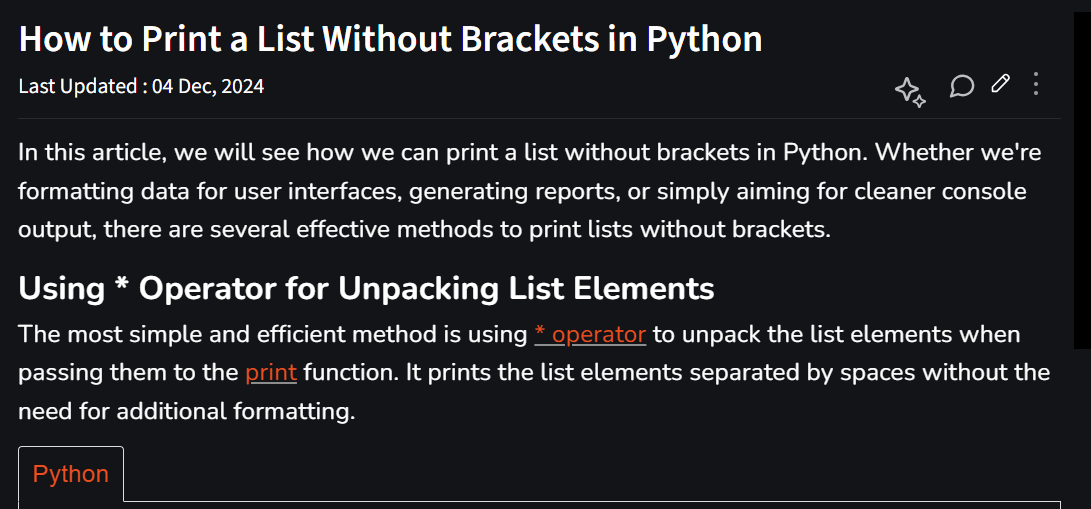 How to Print a List Without Brackets in Python
Last Updated : 04 Dec, 2024
In this article, we will see how we can print a list without brackets in Python. Whether we're
formatting data for user interfaces, generating reports, or simply aiming for cleaner console
output, there are several effective methods to print lists without brackets.
Using * Operator for Unpacking List Elements
The most simple and efficient method is using * operator to unpack the list elements when
passing them to the print function. It prints the list elements separated by spaces without the
need for additional formatting.
Python